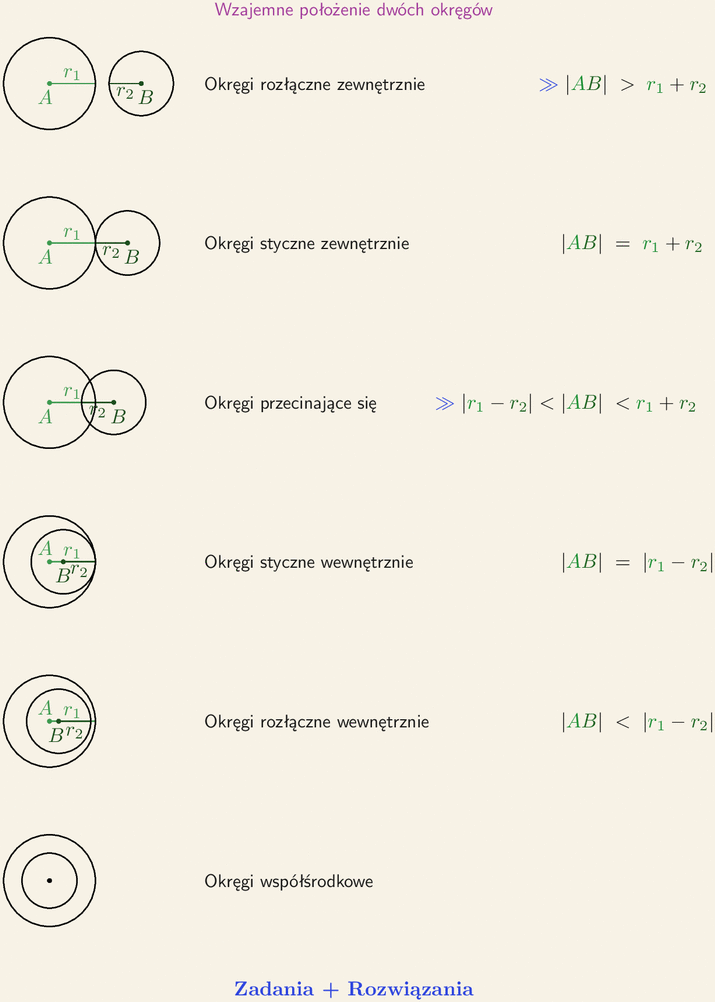 Wzajemne położenie dwóch okręgów
r₁ A r₂ B Okręgi rozłączne zewnętrznie ≫ |AB| > r₁ + r₂
r₁ A r₂ B Okręgi styczne zewnętrznie |AB| = r₁ + r₂
r₁ A r₂ B Okręgi przecinające się ≫ |r₁ − r₂| < |AB| < r₁ + r₂
A r₁ B r₂ Okręgi styczne wewnętrznie |AB| = |r₁ − r₂|
A r₁ B r₂ Okręgi rozłączne wewnętrznie |AB| < |r₁ − r₂|
Okręgi współśrodkowe
Zadania + Rozwiązania